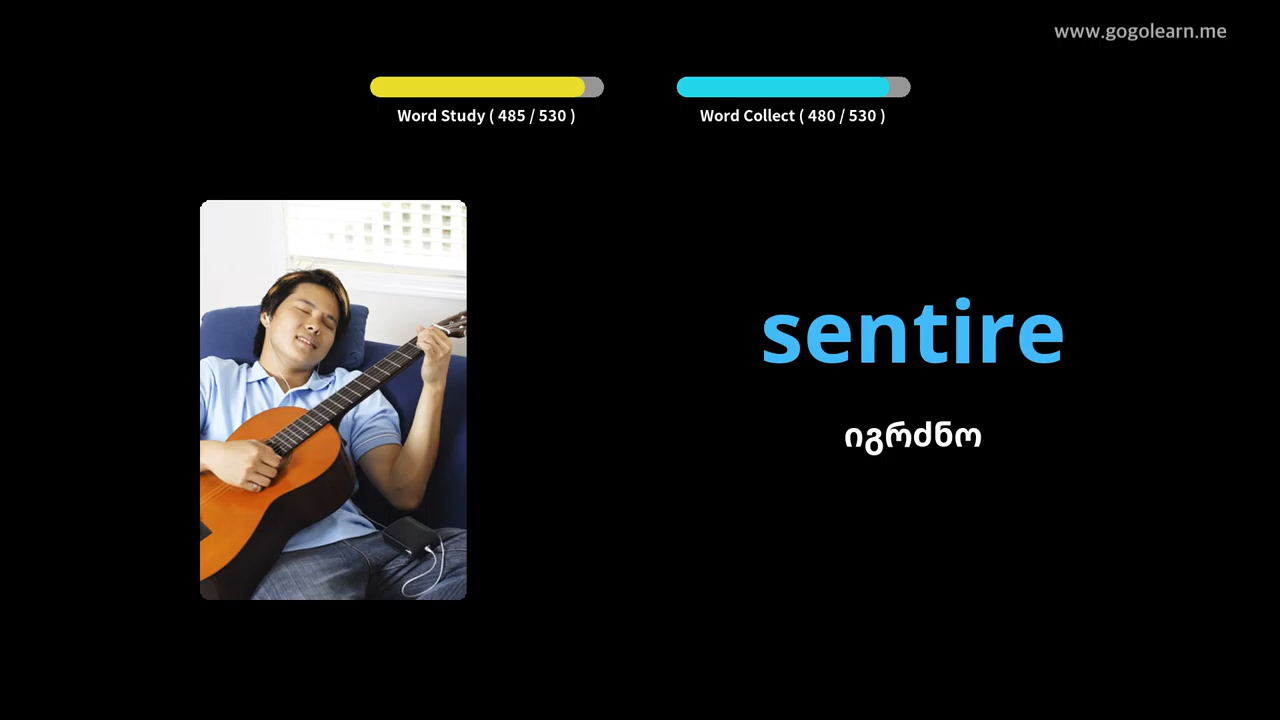 www.gogolearn.me
Word Study ( 485 / 530 )
Word Collect ( 480 / 530 )
sentire
იგრძნო